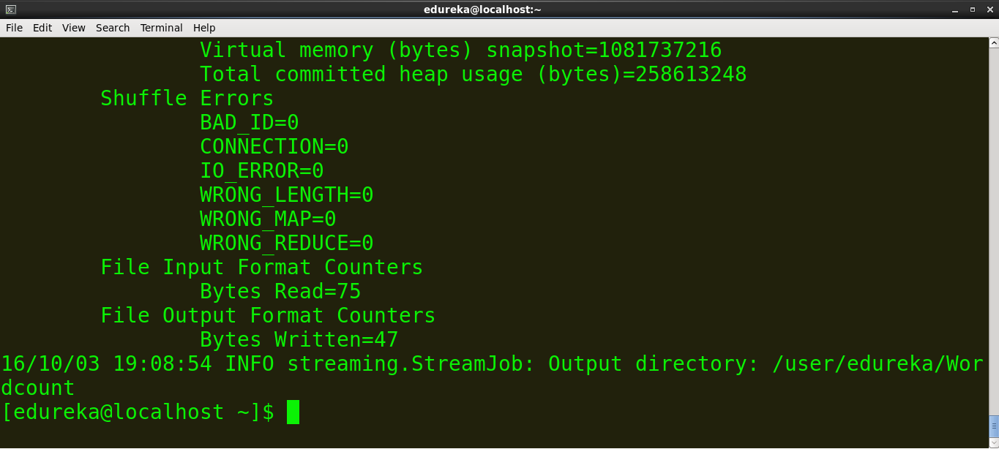 edureka@localhost:~
File Edit View Search Terminal Help
Virtual memory (bytes) snapshot=1081737216
Total committed heap usage (bytes)=258613248
Shuffle Errors
BAD_ID=0
CONNECTION=0
IO_ERROR=0
WRONG_LENGTH=0
WRONG_MAP=0
WRONG_REDUCE=0
File Input Format Counters
Bytes Read=75
File Output Format Counters
Bytes Written=47
16/10/03 19:08:54 INFO streaming.StreamJob: Output directory: /user/edureka/Wor
dcount
[edureka@localhost ~]$